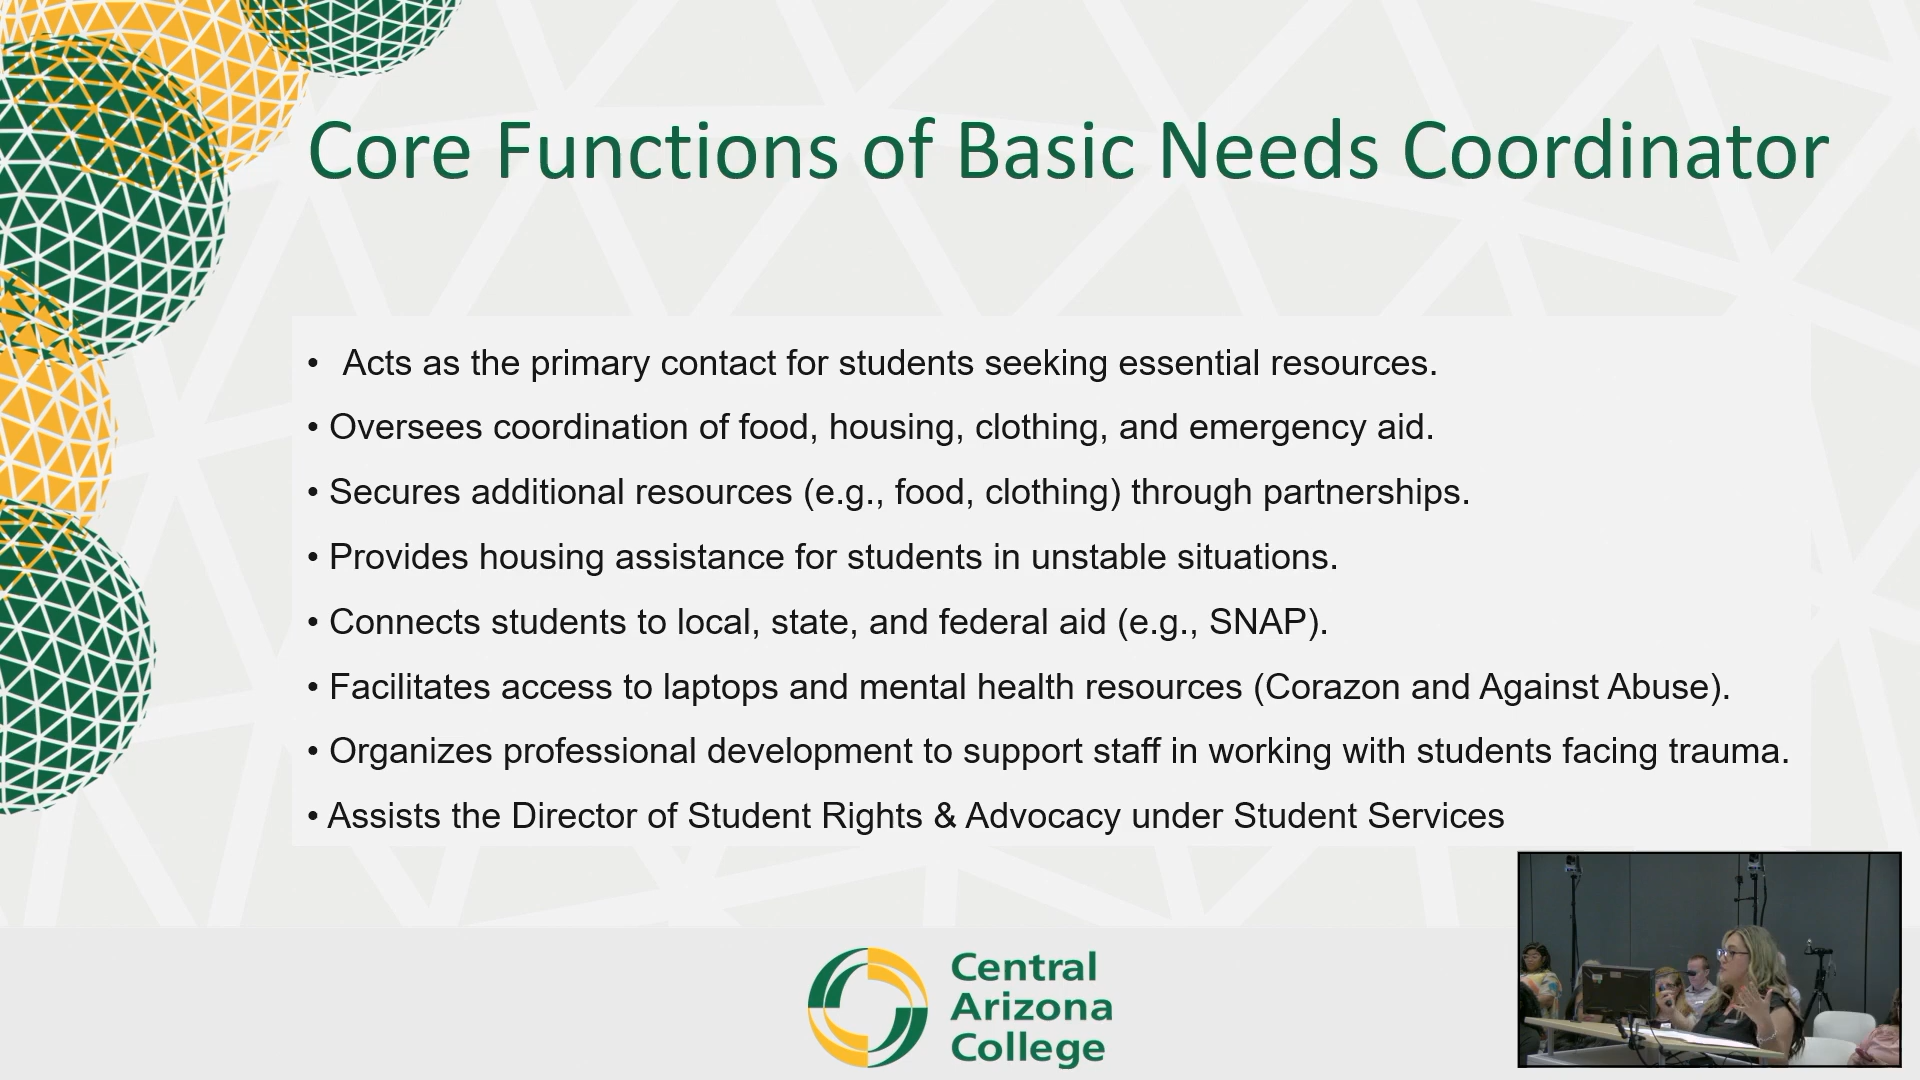 Core Functions of Basic Needs Coordinator
• Acts as the primary contact for students seeking essential resources.
• Oversees coordination of food, housing, clothing, and emergency aid.
• Secures additional resources (e.g., food, clothing) through partnerships.
• Provides housing assistance for students in unstable situations.
• Connects students to local, state, and federal aid (e.g., SNAP).
• Facilitates access to laptops and mental health resources (Corazon and Against Abuse).
• Organizes professional development to support staff in working with students facing trauma.
• Assists the Director of Student Rights & Advocacy under Student Services
Central
Arizona
College